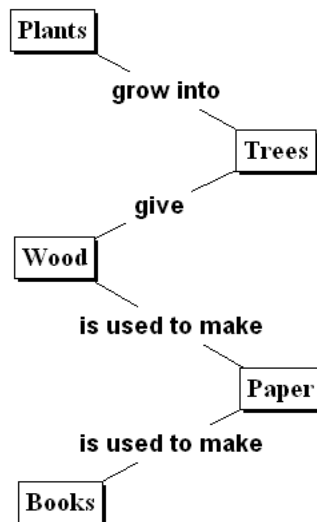 Plants
grow into
Trees
give
Wood
is used to make
Paper
is used to make
Books